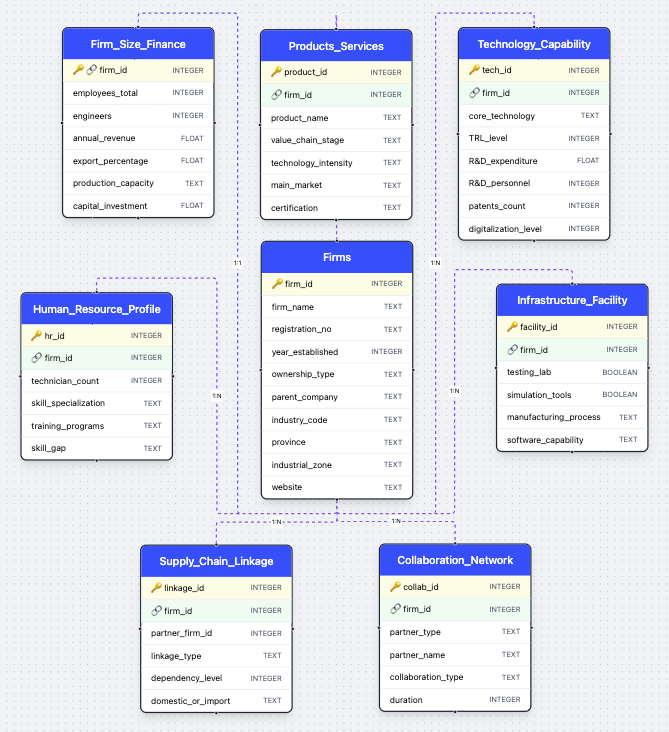 Firm_Size_Finance
firm_id INTEGER
employees_total INTEGER
engineers INTEGER
annual_revenue FLOAT
export_percentage FLOAT
production_capacity TEXT
capital_investment FLOAT
Products_Services
product_id INTEGER
firm_id INTEGER
product_name TEXT
value_chain_stage TEXT
technology_intensity TEXT
main_market TEXT
certification TEXT
Technology_Capability
tech_id INTEGER
firm_id INTEGER
core_technology TEXT
TRL_level INTEGER
R&D_expenditure FLOAT
R&D_personnel INTEGER
patents_count INTEGER
digitalization_level INTEGER
1:1
1:N
Human_Resource_Profile
hr_id INTEGER
firm_id INTEGER
technician_count INTEGER
skill_specialization TEXT
training_programs TEXT
skill_gap TEXT
1:N
Firms
firm_id INTEGER
firm_name TEXT
registration_no TEXT
year_established INTEGER
ownership_type TEXT
parent_company TEXT
industry_code TEXT
province TEXT
industrial_zone TEXT
website TEXT
1:N
Infrastructure_Facility
facility_id INTEGER
firm_id INTEGER
testing_lab BOOLEAN
simulation_tools BOOLEAN
manufacturing_process TEXT
software_capability TEXT
1:N
1:N
Supply_Chain_Linkage
linkage_id INTEGER
firm_id INTEGER
partner_firm_id INTEGER
linkage_type TEXT
dependency_level INTEGER
domestic_or_import TEXT
Collaboration_Network
collab_id INTEGER
firm_id INTEGER
partner_type TEXT
partner_name TEXT
collaboration_type TEXT
duration INTEGER